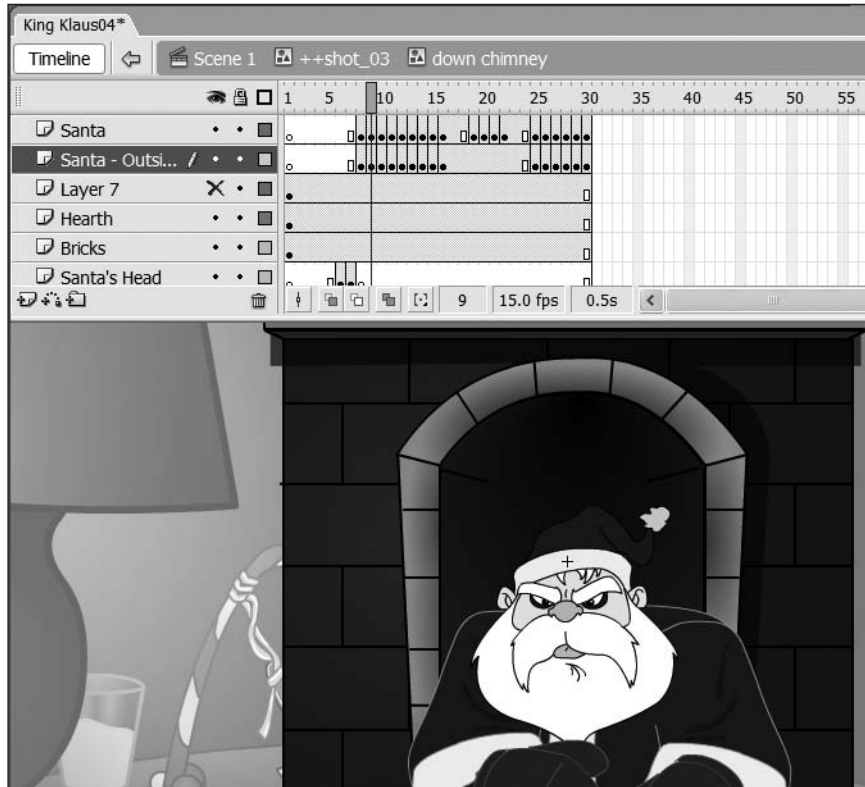 King Klaus04*
Timeline Scene 1 ++shot_03 down chimney
1 5 10 15 20 25 30 35 40 45 50 55
Santa
Santa - Outsi...
Layer 7
Hearth
Bricks
Santa's Head
9 15.0 fps 0.5s